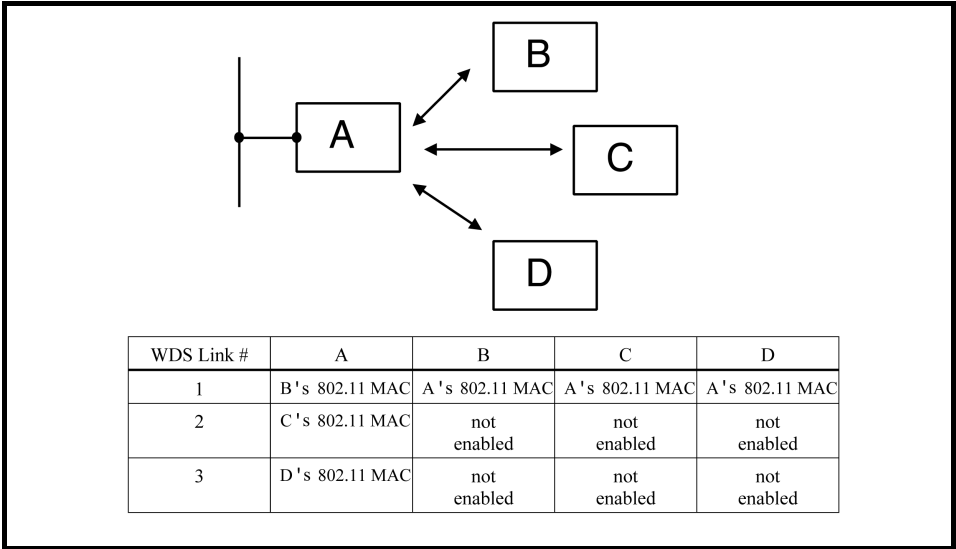 B
A
C
D
WDS Link # A B C D
1 B's 802.11 MAC A's 802.11 MAC A's 802.11 MAC A's 802.11 MAC
2 C's 802.11 MAC not enabled not enabled not enabled
3 D's 802.11 MAC not enabled not enabled not enabled